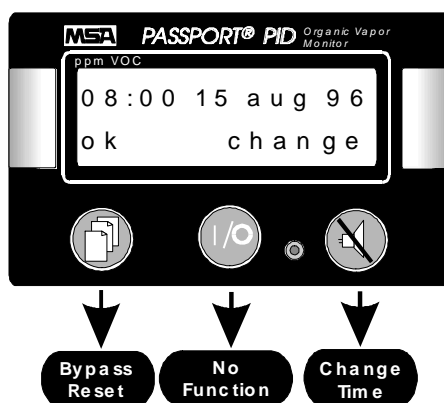 MSA PASSPORT® PID Organic Vapor Monitor
ppm VOC
08:00 15 aug 96
ok change
I/O
Bypass Reset
No Function
Change Time